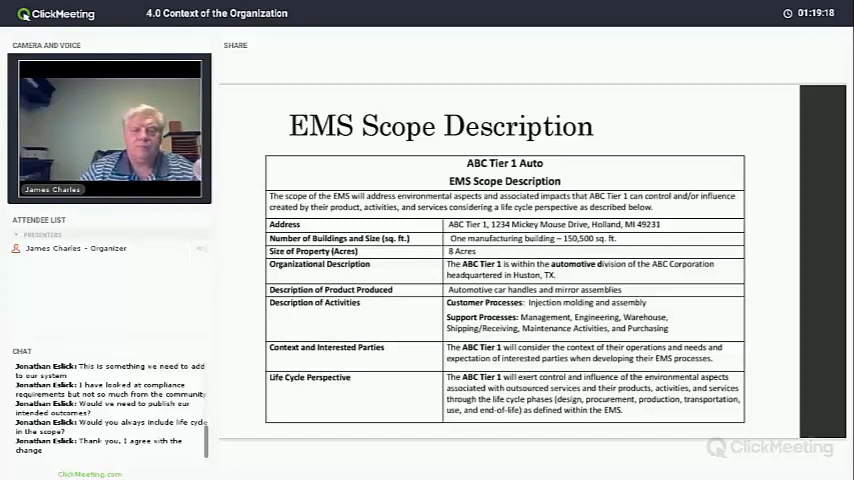 ClickMeeting
4.0 Context of the Organization
01:19:18
CAMERA AND VOICE
SHARE
James Charles
ATTENDEE LIST
PRESENTERS
James Charles - Organizer
CHAT
Jonathan Eslick: This is something we need to add
to our system
Jonathan Eslick: I have looked at compliance
requirements but not so much from the community
Jonathan Eslick: Would we need to publish our
intended outcomes?
Jonathan Eslick: Would you always include life cycle
in the scope?
Jonathan Eslick: Thank you, I agree with the
change
ClickMeeting.com
EMS Scope Description
ABC Tier 1 Auto
EMS Scope Description
The scope of the EMS will address environmental aspects and associated impacts that ABC Tier 1 can control and/or influence
created by their product, activities, and services considering a life cycle perspective as described below.
Address ABC Tier 1, 1234 Mickey Mouse Drive, Holland, MI 49231
Number of Buildings and Size (sq. ft.) One manufacturing building – 150,500 sq. ft.
Size of Property (Acres) 8 Acres
Organizational Description The ABC Tier 1 is within the automotive division of the ABC Corporation
headquartered in Huston, TX.
Description of Product Produced Automotive car handles and mirror assemblies
Description of Activities Customer Processes: Injection molding and assembly
Support Processes: Management, Engineering, Warehouse,
Shipping/Receiving, Maintenance Activities, and Purchasing
Context and Interested Parties The ABC Tier 1 will consider the context of their operations and needs and
expectation of interested parties when developing their EMS processes.
Life Cycle Perspective The ABC Tier 1 will exert control and influence of the environmental aspects
associated with outsourced services and their products, activities, and services
through the life cycle phases (design, procurement, production, transportation,
use, and end-of-life) as defined within the EMS.
ClickMeeting